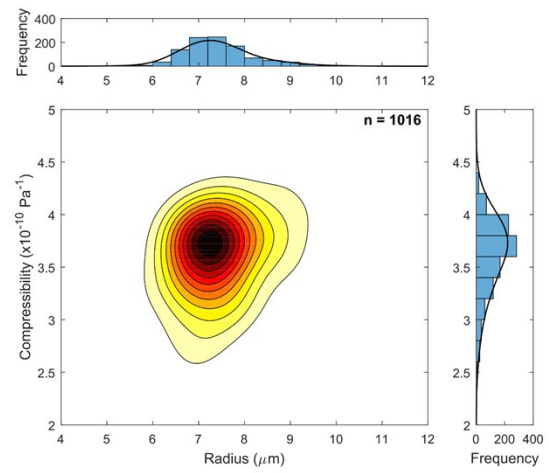 Frequency
400
200
0
4 5 6 7 8 9 10 11 12
n = 1016
Compressibility (x10⁻¹⁰ Pa⁻¹)
5
4.5
4
3.5
3
2.5
2
4 5 6 7 8 9 10 11 12
Radius (μm)
5
4.5
4
3.5
3
2.5
2
0 200 400
Frequency